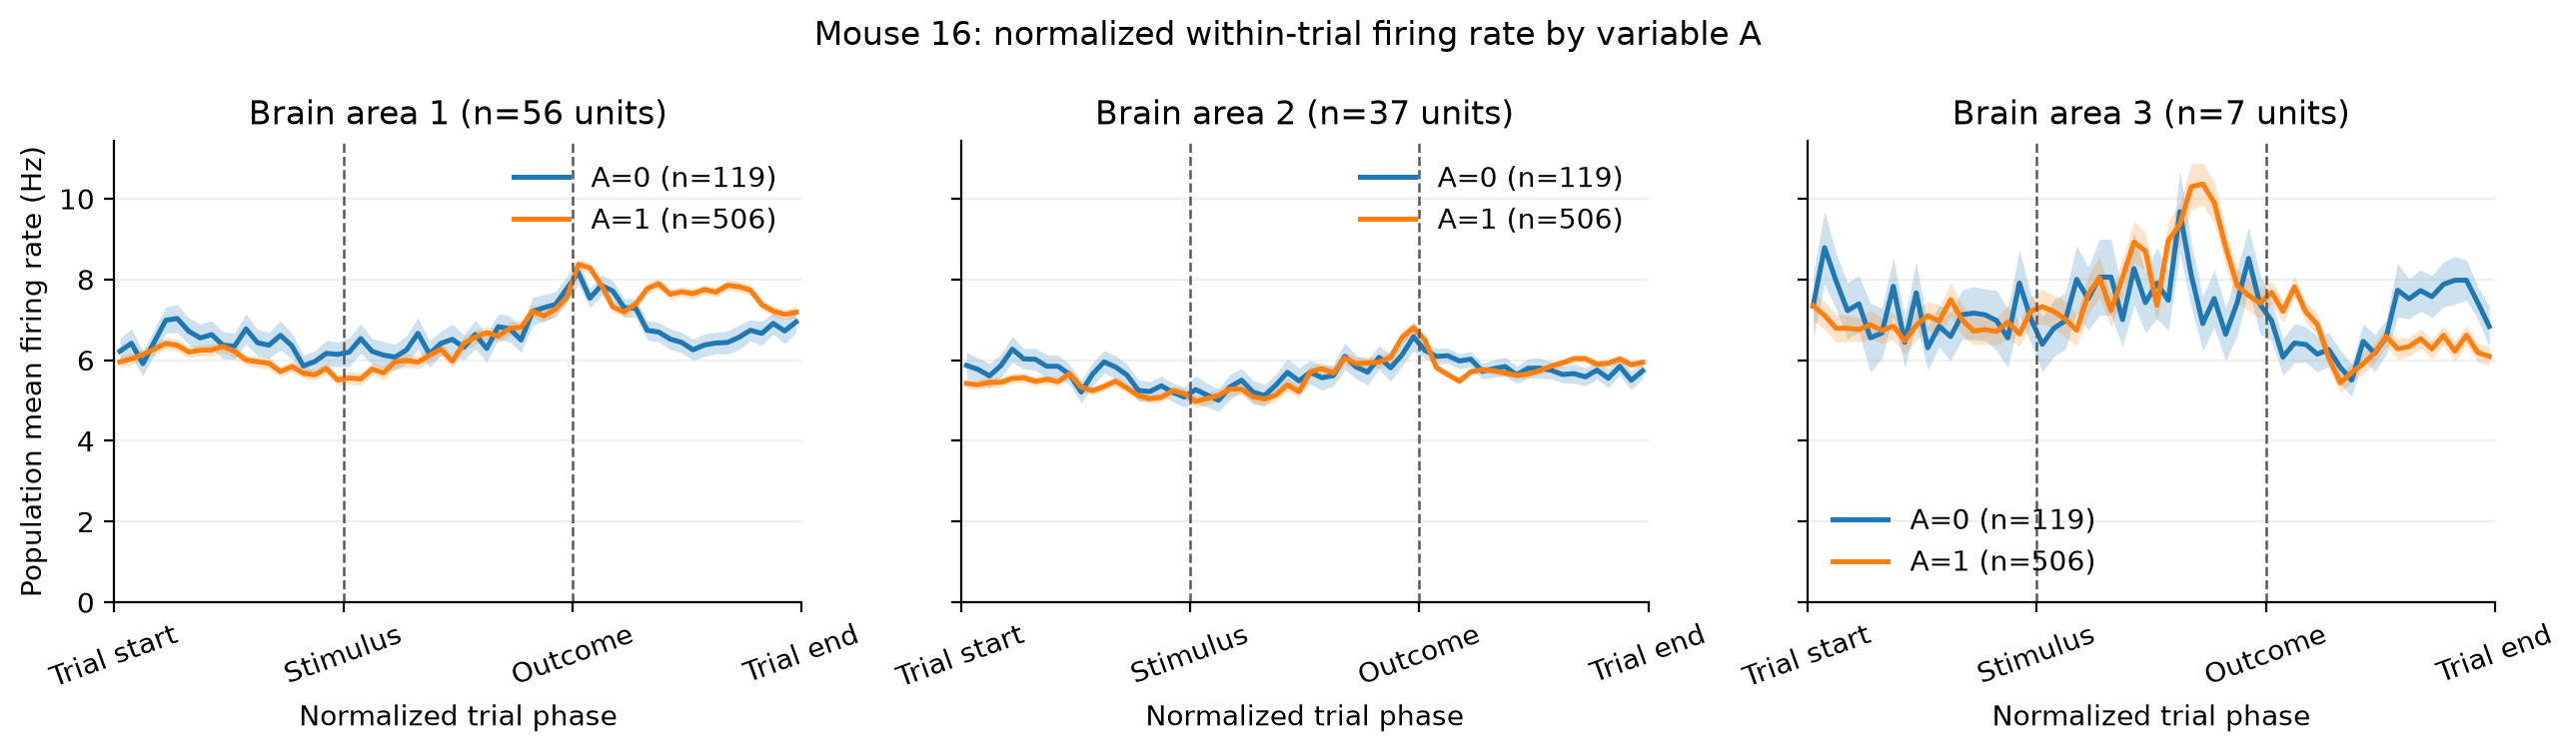 Mouse 16: normalized within-trial firing rate by variable A
Brain area 1 (n=56 units)
Population mean firing rate (Hz)
10
8
6
4
2
0
A=0 (n=119)
A=1 (n=506)
Trial start
Stimulus
Outcome
Trial end
Normalized trial phase
Brain area 2 (n=37 units)
A=0 (n=119)
A=1 (n=506)
Trial start
Stimulus
Outcome
Trial end
Normalized trial phase
Brain area 3 (n=7 units)
A=0 (n=119)
A=1 (n=506)
Trial start
Stimulus
Outcome
Trial end
Normalized trial phase